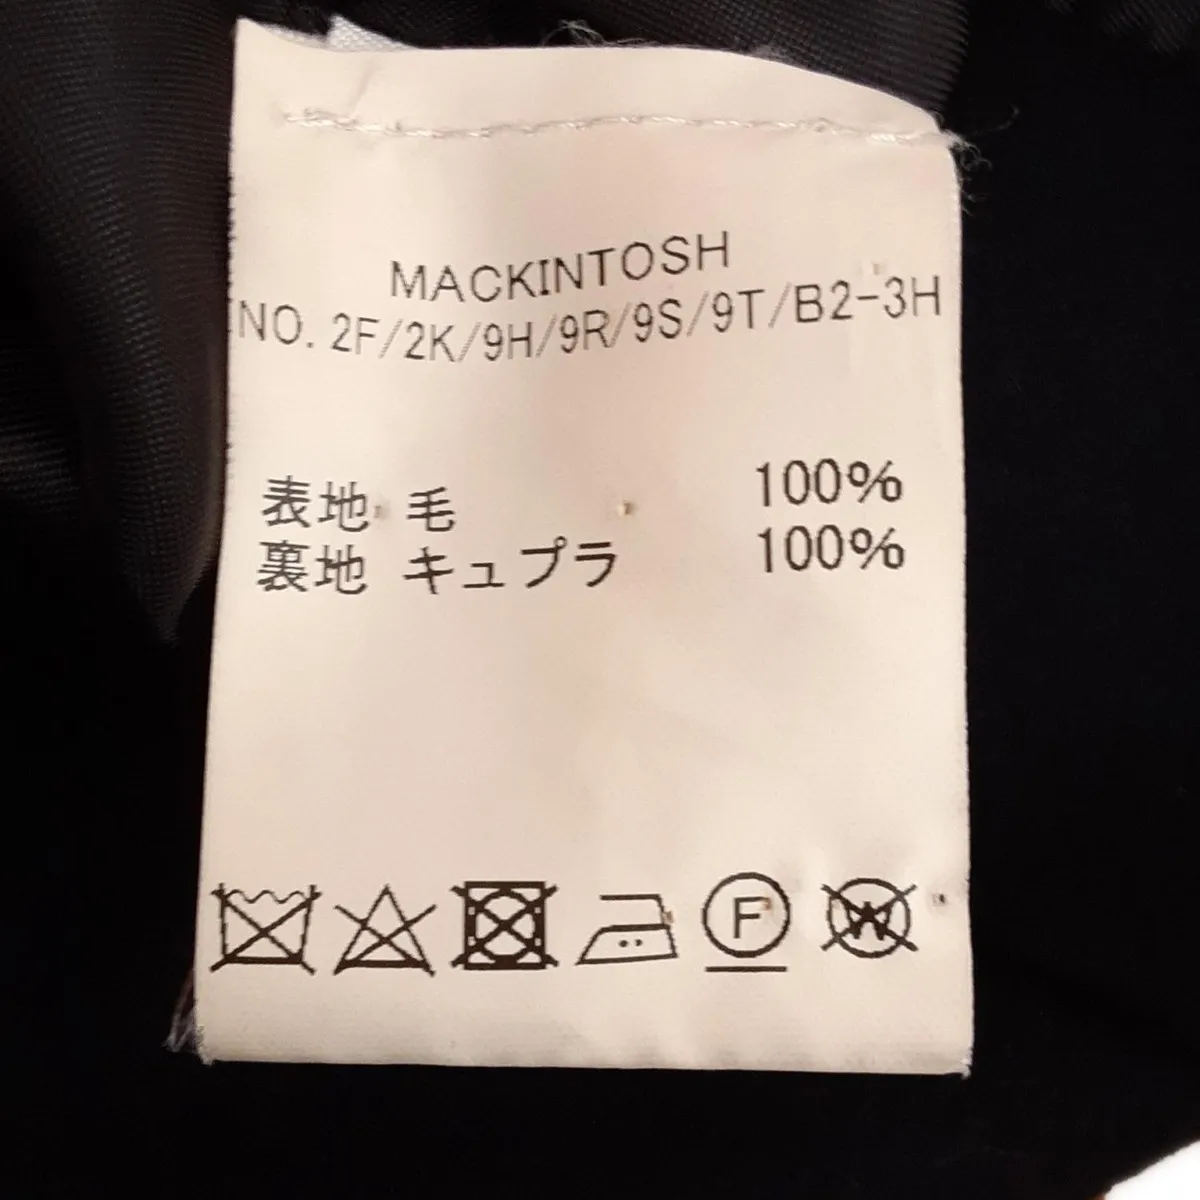 MACKINTOSH
NO. 2F/2K/9H/9R/9S/9T/B2-3H
表地 毛 100%
裏地 キュプラ 100%
F W